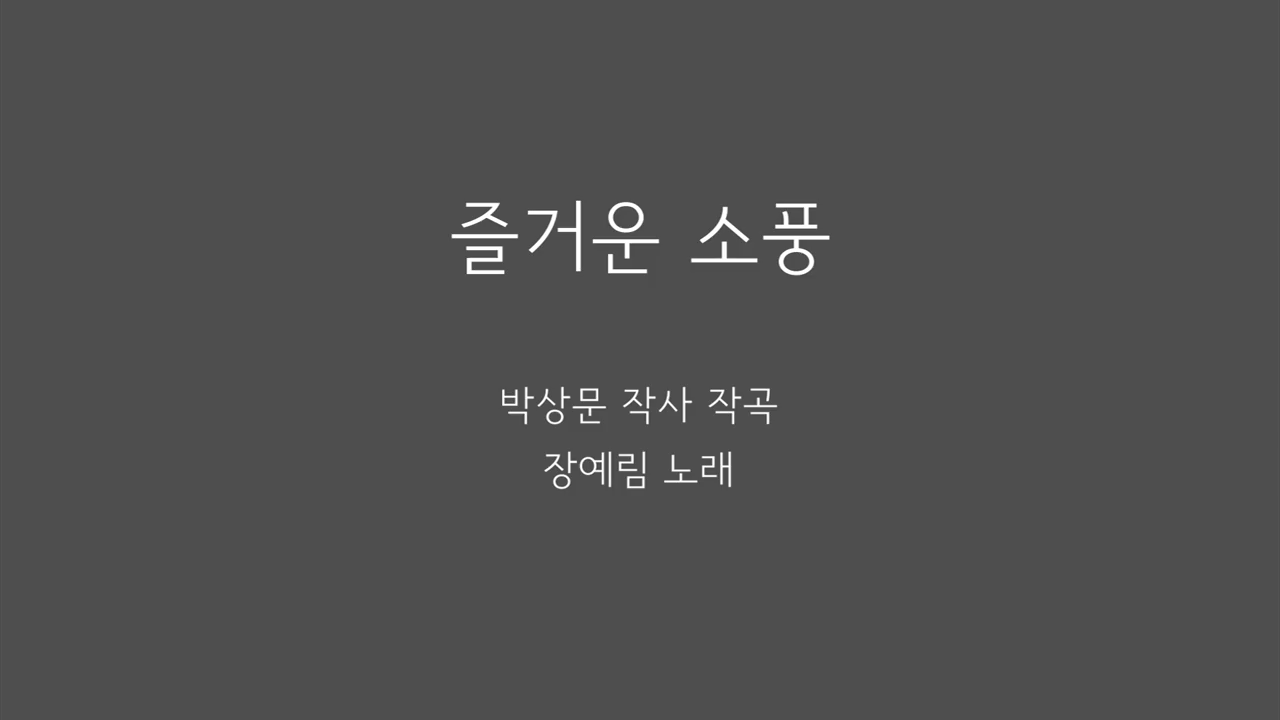 즐거운 소풍
박상문 작사 작곡
장예림 노래